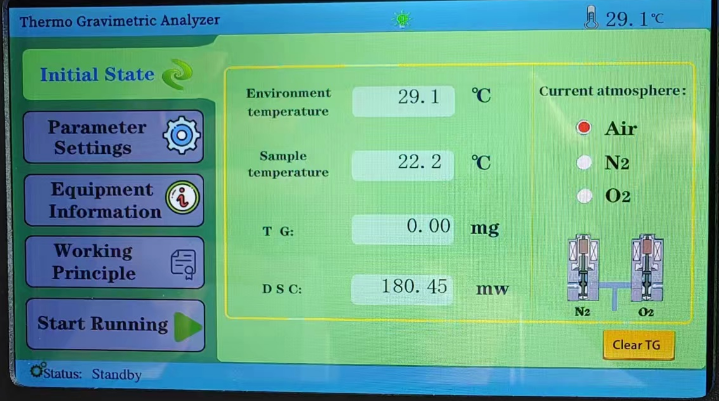 Thermo Gravimetric Analyzer
29.1℃
Initial State
Parameter
Settings
Equipment
Information
Working
Principle
Start Running
Environment
temperature
29.1 ℃
Sample
temperature
22.2 ℃
T G: 0.00 mg
D S C: 180.45 mw
Current atmosphere:
Air
N2
O2
N2 O2
Clear TG
Status: Standby